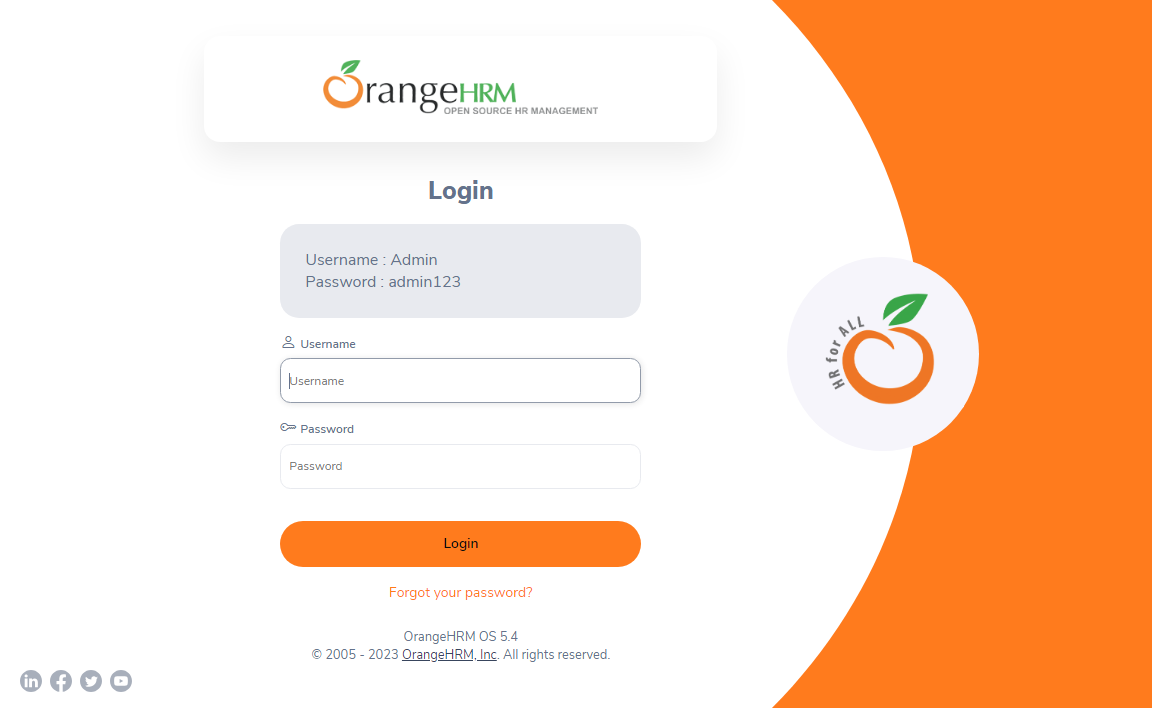 OrangeHRM
OPEN SOURCE HR MANAGEMENT
Login
Username : Admin
Password : admin123
Username
Username
Password
Password
Login
Forgot your password?
OrangeHRM OS 5.4
© 2005 - 2023 OrangeHRM, Inc. All rights reserved.
HR for ALL